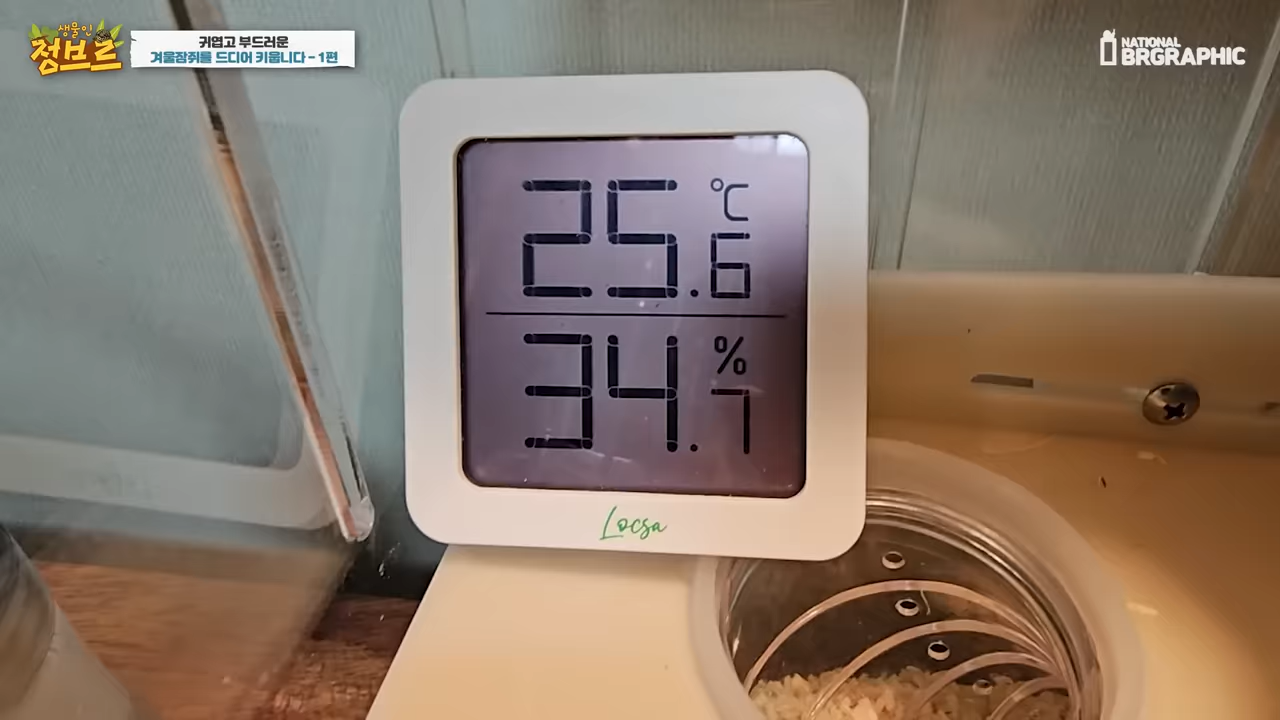 생물인
정브르
귀엽고 부드러운
겨울잠쥐를 드디어 키웁니다 - 1편
NATIONAL
BRGRAPHIC
25.6 °C
34.7 %
Locsa